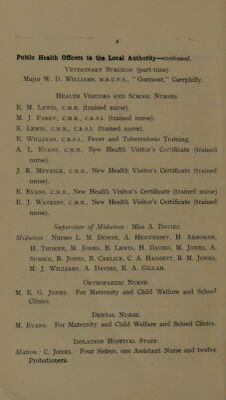 Public Health Officers to the Local Authority—continued.
VETERINARY SURGEON (part-time).
Major W. D. WILLIAMS, M.R.C.V.S., "Gormont," Caerphilly.
HEALTH VISITORS AND SCHOOL NURSES.
E. M. LEWIS, C.M.B. (trained nurse).
M. J. PARRY, C.M.B., C.R.S.I. (trained nurse).
E. LEWIS, C.M.B., C.R.S.I. (trained nurse).
E. WILLIAMS, C.R.S.I., Fever and Tuberculosis Training.
A. L. EVANS, C.M.B., New Health Visitor's Certificate (trained
nurse).
J. R. MEYRICK, C.M.B., New Health Visitor's Certificate (trained
nurse).
E. EVANS, C.M.B., New Health Visitor's Certificate (trained nurse)
E. J. WATKINS, C.M.B., New Health Visitor's Certificate (trained
nurse).
Supervisor of Midwives: Miss A. DAVIES.
Midwives: Nurses L. M. DOWER, A. HENNESSEY, H. ARMORNE,
H. THORNE, M. JONES, B. LEWIS, H. DAVIES, M. JONES, A.
SUSSEX, B. JONES, B. CARLICK, C. A. HAGGETT, B. M. JONES,
M. J. WILLIAMS, A. DAVIES, E. A. GILLAM.
ORTHOPAEDIC NURSE.
M. E. G. JONES. For Maternity and Child Welfare and School
Clinics.
DENTAL NURSE.
M. EVANS. For Maternity and Child Welfare and School Clinics.
ISOLATION HOSPITAL STAFF.
Matron: C. JONES. Four Sisters, one Assistant Nurse and twelve
Probationers.